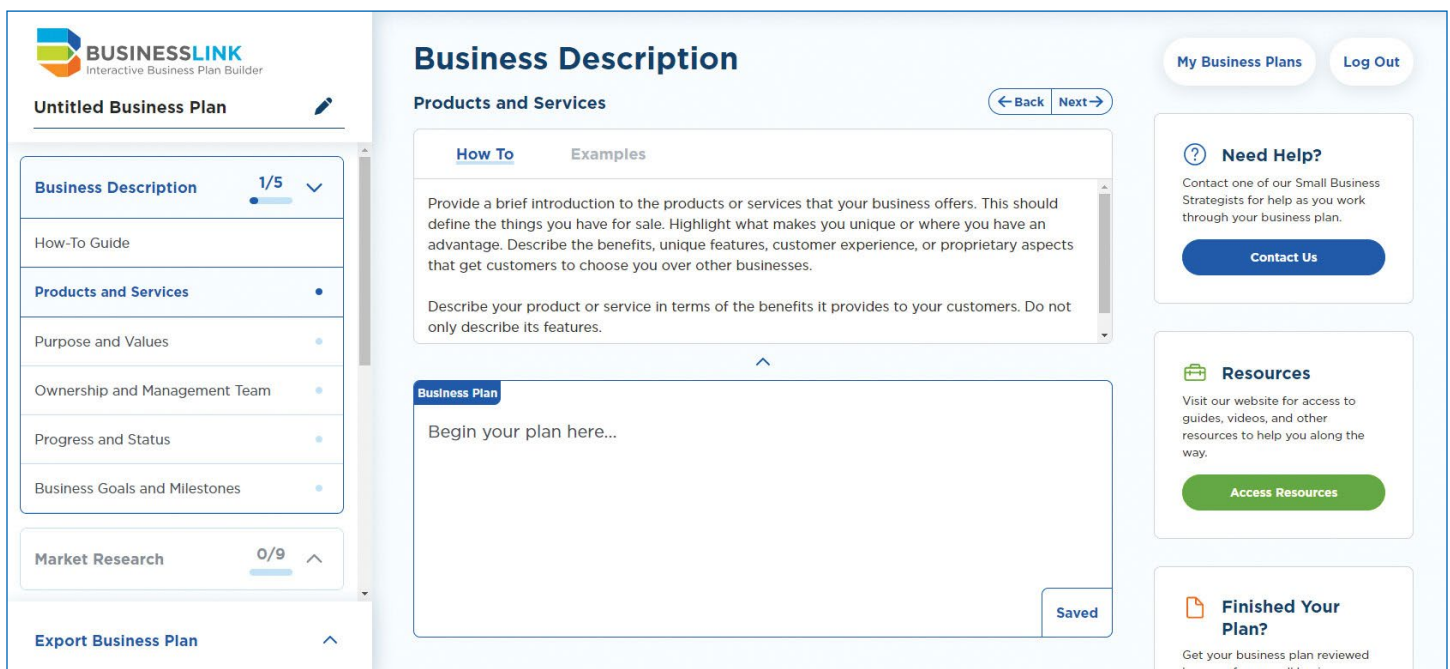 BUSINESSLINK
Interactive Business Plan Builder
Untitled Business Plan
Business Description 1/5
How-To Guide
Products and Services
Purpose and Values
Ownership and Management Team
Progress and Status
Business Goals and Milestones
Market Research 0/9
Export Business Plan
Business Description
Products and Services
Back Next
How To Examples
Provide a brief introduction to the products or services that your business offers. This should
define the things you have for sale. Highlight what makes you unique or where you have an
advantage. Describe the benefits, unique features, customer experience, or proprietary aspects
that get customers to choose you over other businesses.
Describe your product or service in terms of the benefits it provides to your customers. Do not
only describe its features.
Business Plan
Begin your plan here...
Saved
My Business Plans Log Out
Need Help?
Contact one of our Small Business
Strategists for help as you work
through your business plan.
Contact Us
Resources
Visit our website for access to
guides, videos, and other
resources to help you along the
way.
Access Resources
Finished Your
Plan?
Get your business plan reviewed